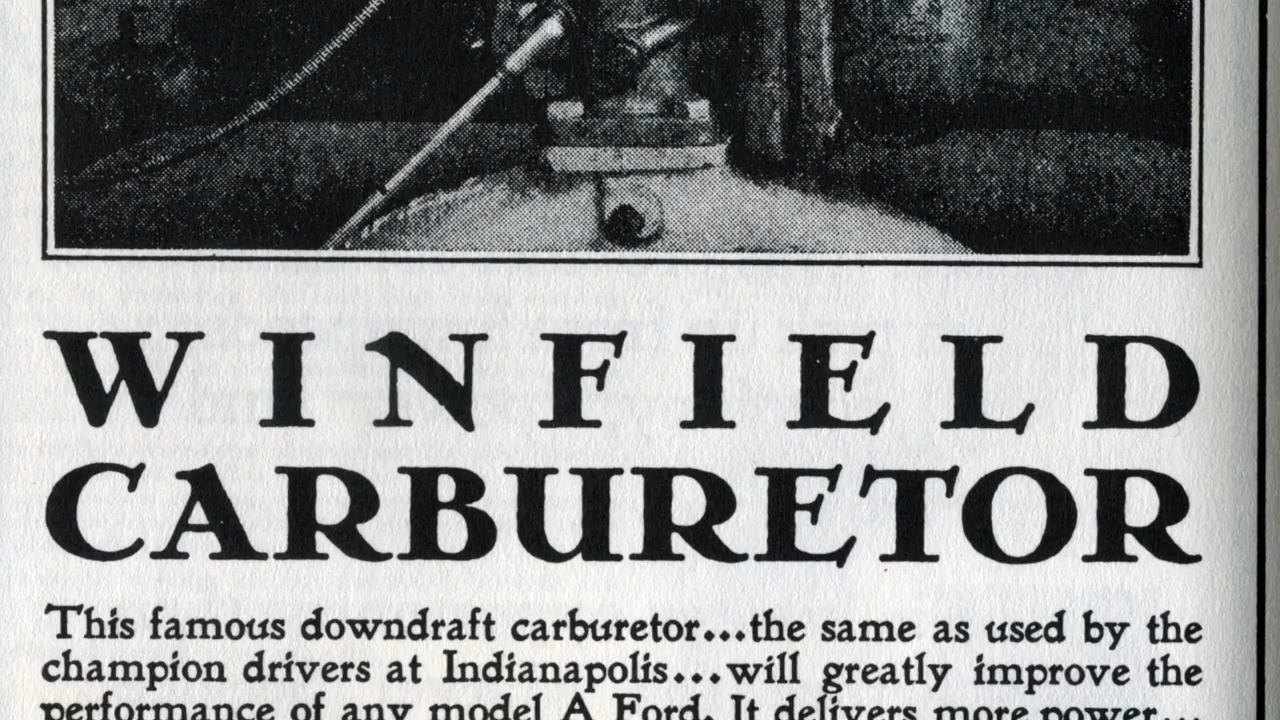 WINFIELD
CARBURETOR
This famous downdraft carburetor...the same as used by the
champion drivers at Indianapolis...will greatly improve the
performance of any model A Ford. It delivers more power...